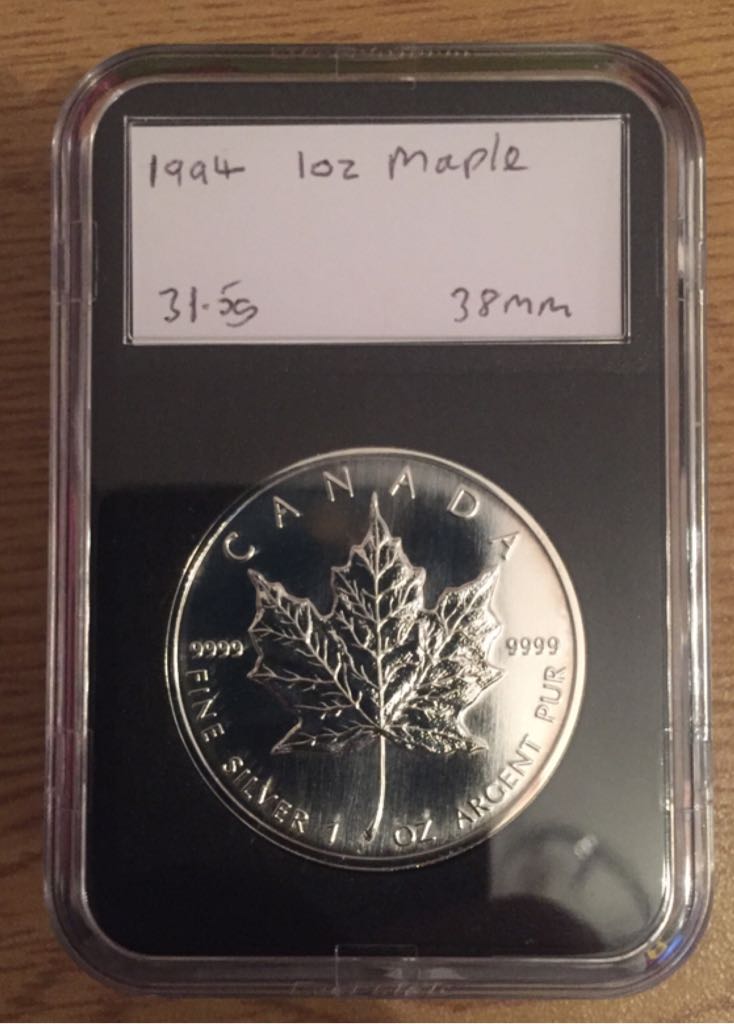 1994 1oz Maple
31.5g 38mm
CANADA
9999 9999
FINE SILVER 1 OZ ARGENT PUR